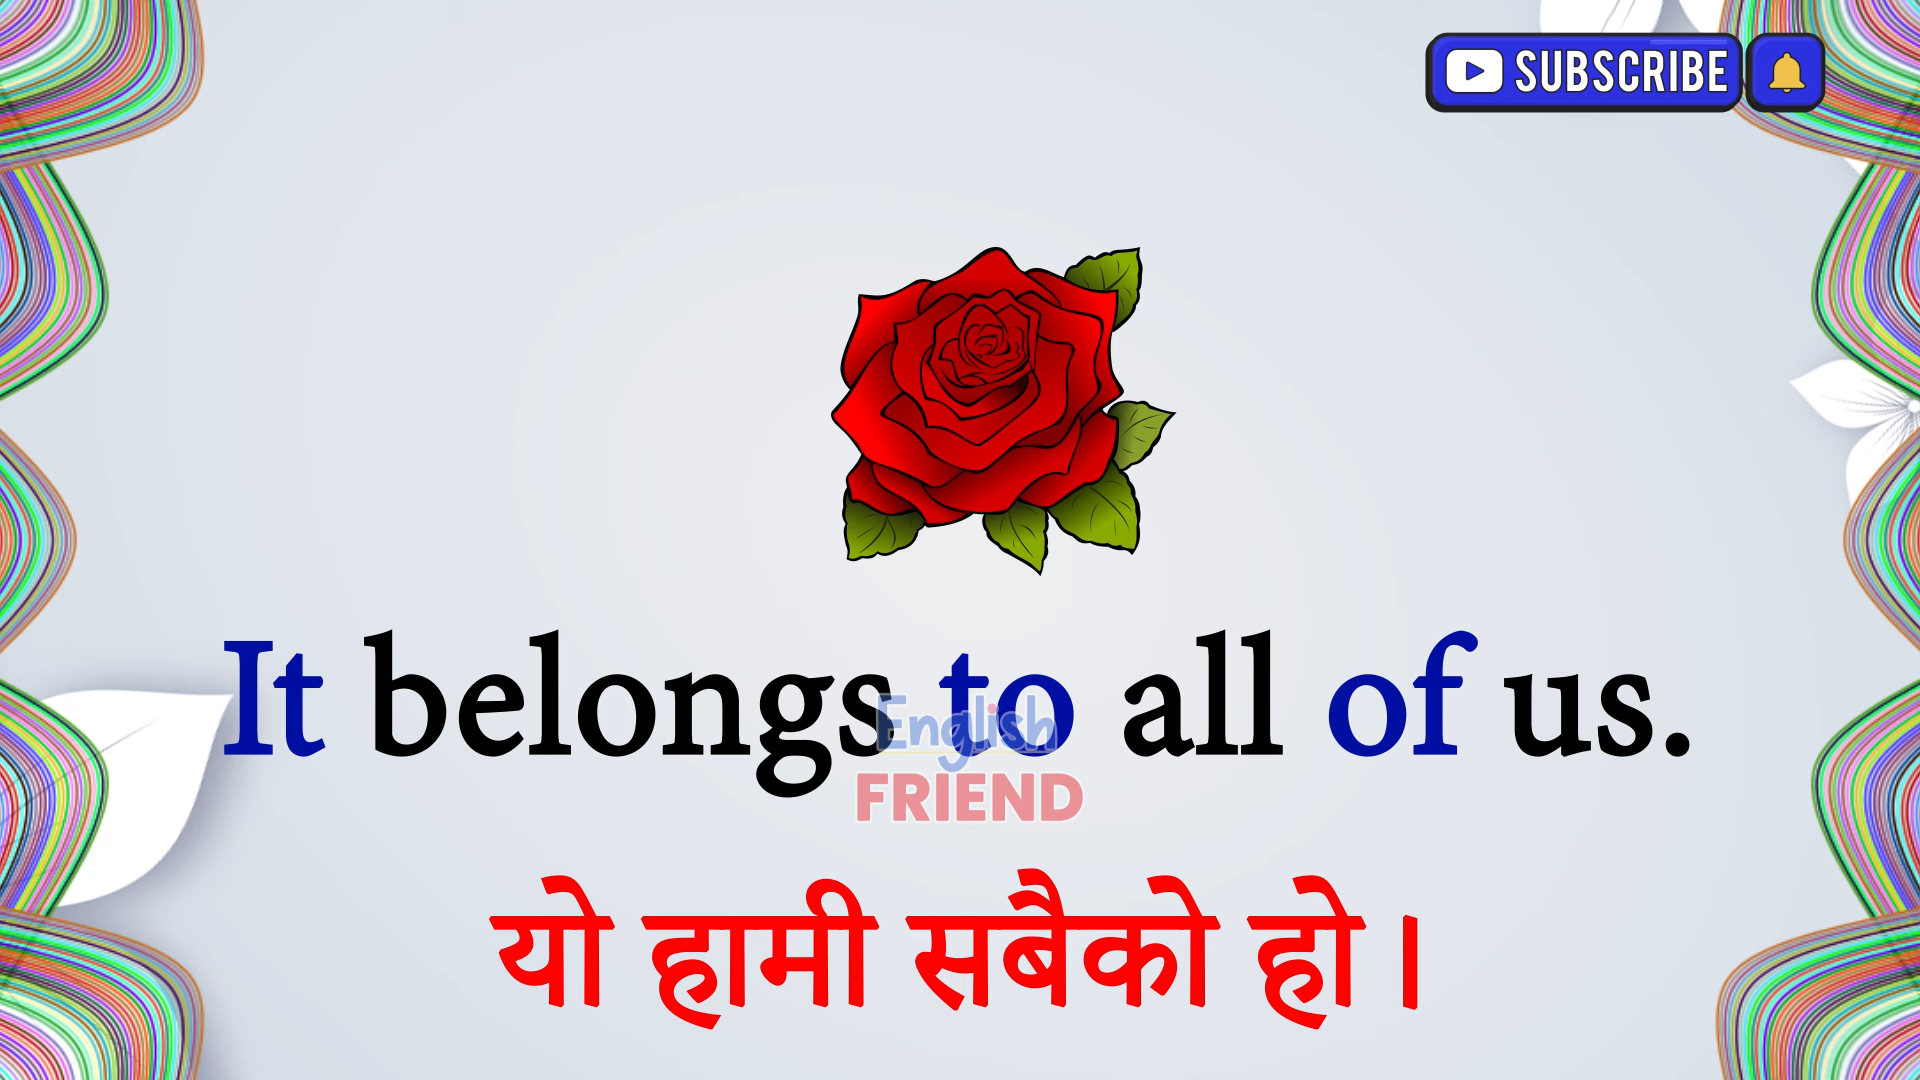 SUBSCRIBE
It belongs to all of us.
English
FRIEND
यो हामी सबैको हो।